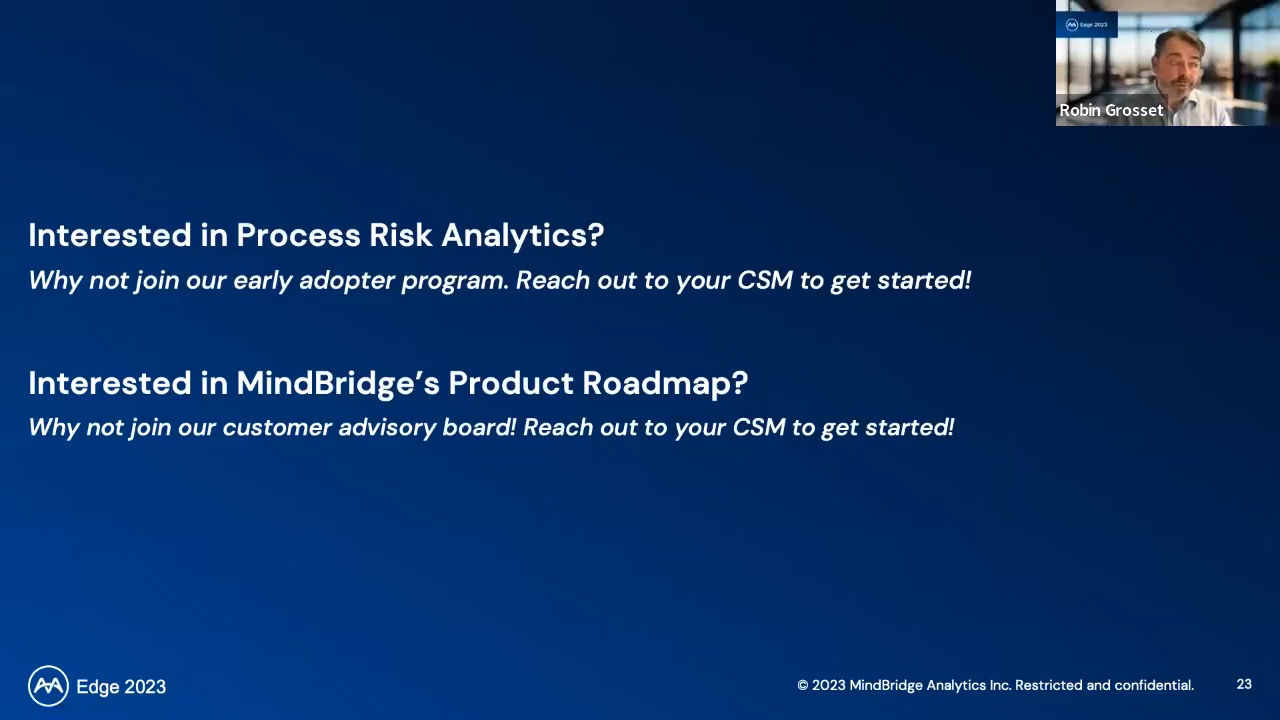 Edge 2023
Robin Grosset
Interested in Process Risk Analytics?
Why not join our early adopter program. Reach out to your CSM to get started!
Interested in MindBridge’s Product Roadmap?
Why not join our customer advisory board! Reach out to your CSM to get started!
Edge 2023
© 2023 MindBridge Analytics Inc. Restricted and confidential.
23